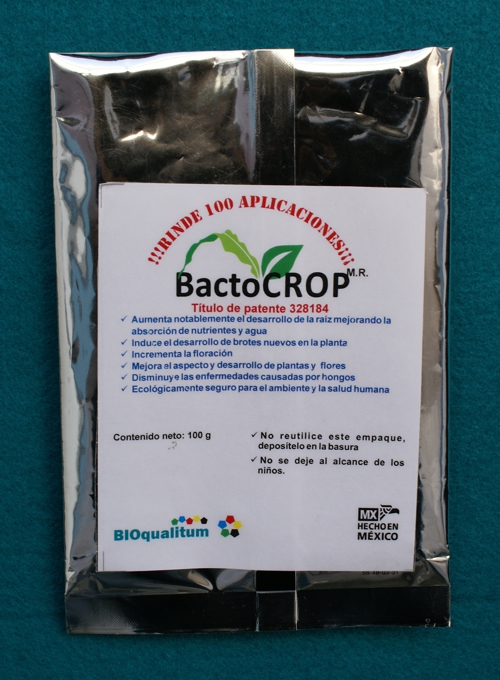 !!!RINDE 100 APLICACIONES¡¡¡
BactoCROP M.R.
Título de patente 328184
✓ Aumenta notablemente el desarrollo de la raíz mejorando la
absorción de nutrientes y agua
✓ Induce el desarrollo de brotes nuevos en la planta
✓ Incrementa la floración
✓ Mejora el aspecto y desarrollo de plantas y flores
✓ Disminuye las enfermedades causadas por hongos
✓ Ecológicamente seguro para el ambiente y la salud humana
Contenido neto: 100 g
✓ No reutilice este empaque,
depositelo en la basura
✓ No se deje al alcance de los
niños.
BIOqualitum
MX
HECHO EN
MÉXICO